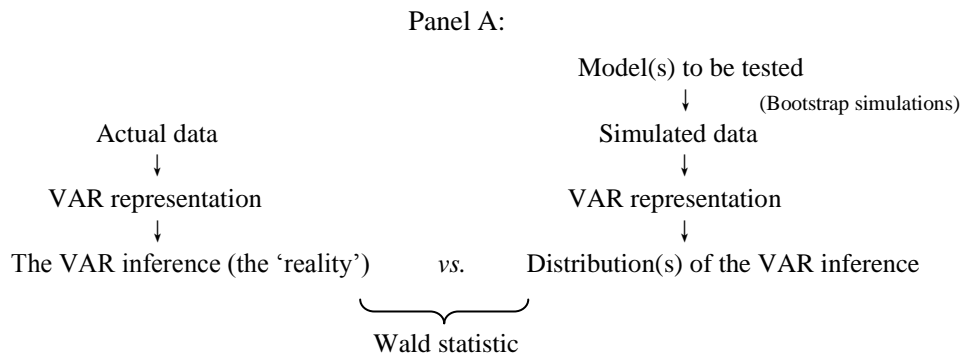 Panel A:
Model(s) to be tested
(Bootstrap simulations)
Actual data
Simulated data
VAR representation
VAR representation
The VAR inference (the ‘reality’) vs. Distribution(s) of the VAR inference
Wald statistic